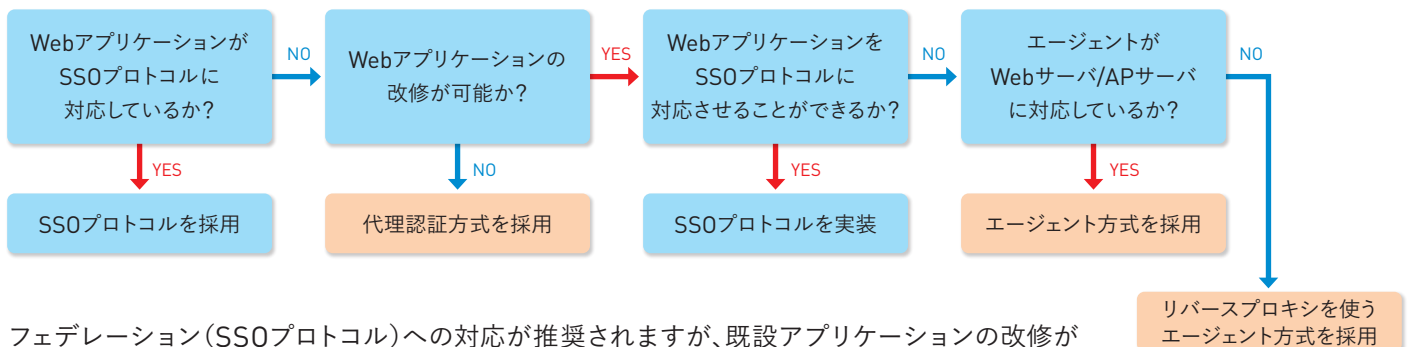 Webアプリケーションが
SSOプロトコルに
対応しているか？
NO
Webアプリケーションの
改修が可能か？
YES
Webアプリケーションを
SSOプロトコルに
対応させることができるか？
NO
エージェントが
Webサーバ/APサーバ
に対応しているか？
NO
YES
NO
YES
YES
SSOプロトコルを採用
代理認証方式を採用
SSOプロトコルを実装
エージェント方式を採用
リバースプロキシを使う
エージェント方式を採用
フェデレーション（SSOプロトコル）への対応が推奨されますが、既設アプリケーションの改修が